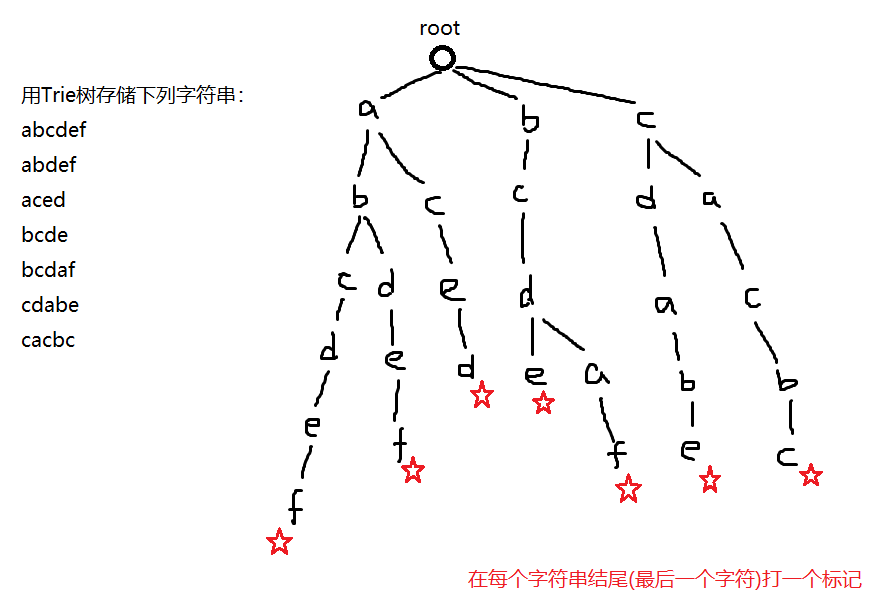 root
用Trie树存储下列字符串：
abcdef
abdef
aced
bcde
bcdaf
cdabe
cacbc
a b c
b c c d a
c d e d a c
d e d e a b b
e f f e c
f
在每个字符串结尾(最后一个字符)打一个标记